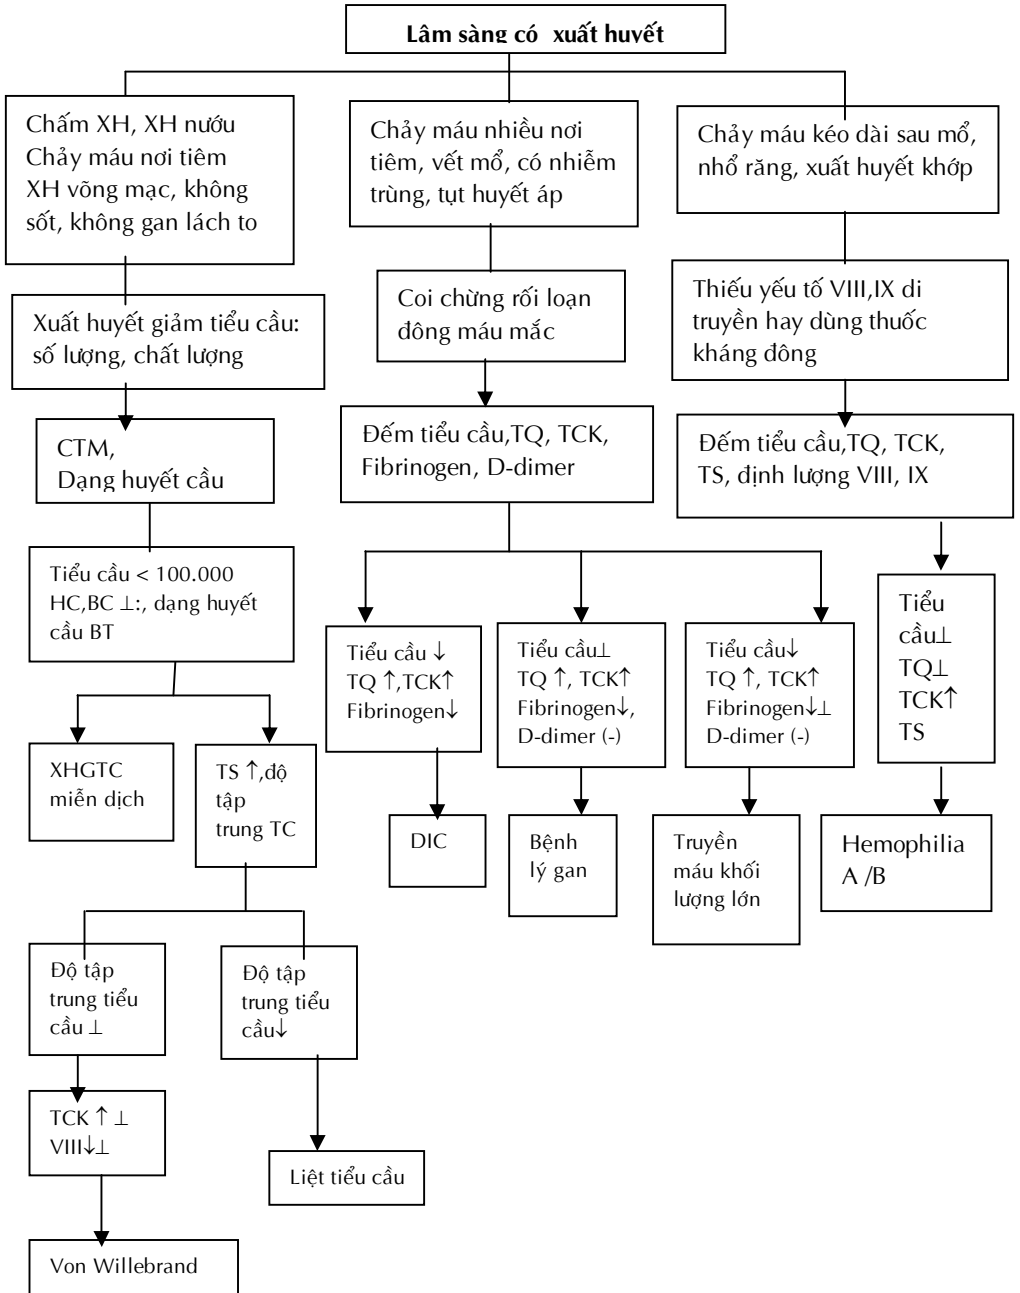 Lâm sàng có xuất huyết
Chấm XH, XH nướu
Chảy máu nơi tiêm
XH võng mạc, không
sốt, không gan lách to
Chảy máu nhiều nơi
tiêm, vết mổ, có nhiễm
trùng, tụt huyết áp
Chảy máu kéo dài sau mổ,
nhổ răng, xuất huyết khớp
Xuất huyết giảm tiểu cầu:
số lượng, chất lượng
Coi chừng rối loạn
đông máu mắc
Thiếu yếu tố VIII,IX di
truyền hay dùng thuốc
kháng đông
CTM,
Dạng huyết cầu
Đếm tiểu cầu,TQ, TCK,
Fibrinogen, D-dimer
Đếm tiểu cầu,TQ, TCK,
TS, định lượng VIII, IX
Tiểu cầu < 100.000
HC,BC ⊥:, dạng huyết
cầu BT
Tiểu cầu ↓
TQ ↑,TCK↑
Fibrinogen↓
Tiểu cầu⊥
TQ ↑, TCK↑
Fibrinogen↓,
D-dimer (-)
Tiểu cầu↓
TQ ↑, TCK↑
Fibrinogen↓⊥
D-dimer (-)
Tiểu
cầu⊥
TQ⊥
TCK↑
TS
XHGTC
miễn dịch
TS ↑,độ
tập
trung TC
DIC
Bệnh
lý gan
Truyền
máu khối
lượng lớn
Hemophilia
A /B
Độ tập
trung tiểu
cầu ⊥
Độ tập
trung tiểu
cầu↓
TCK ↑ ⊥
VIII↓⊥
Liệt tiểu cầu
Von Willebrand